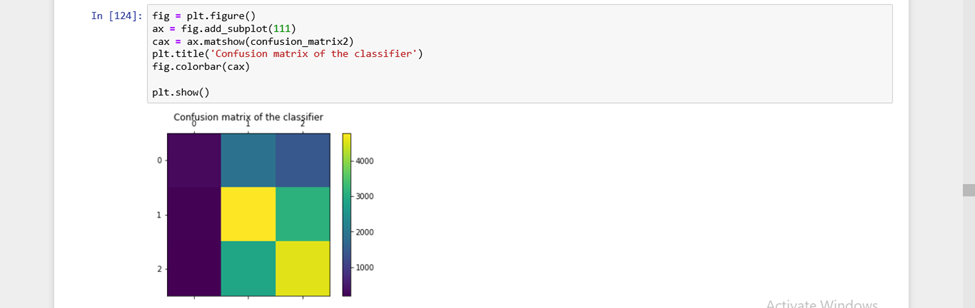 In [124]: fig = plt.figure()
ax = fig.add_subplot(111)
cax = ax.matshow(confusion_matrix2)
plt.title('Confusion matrix of the classifier')
fig.colorbar(cax)
plt.show()
Confusion matrix of the classifier
0 1 2
0
1
2
4000
3000
2000
1000
Activate Windows